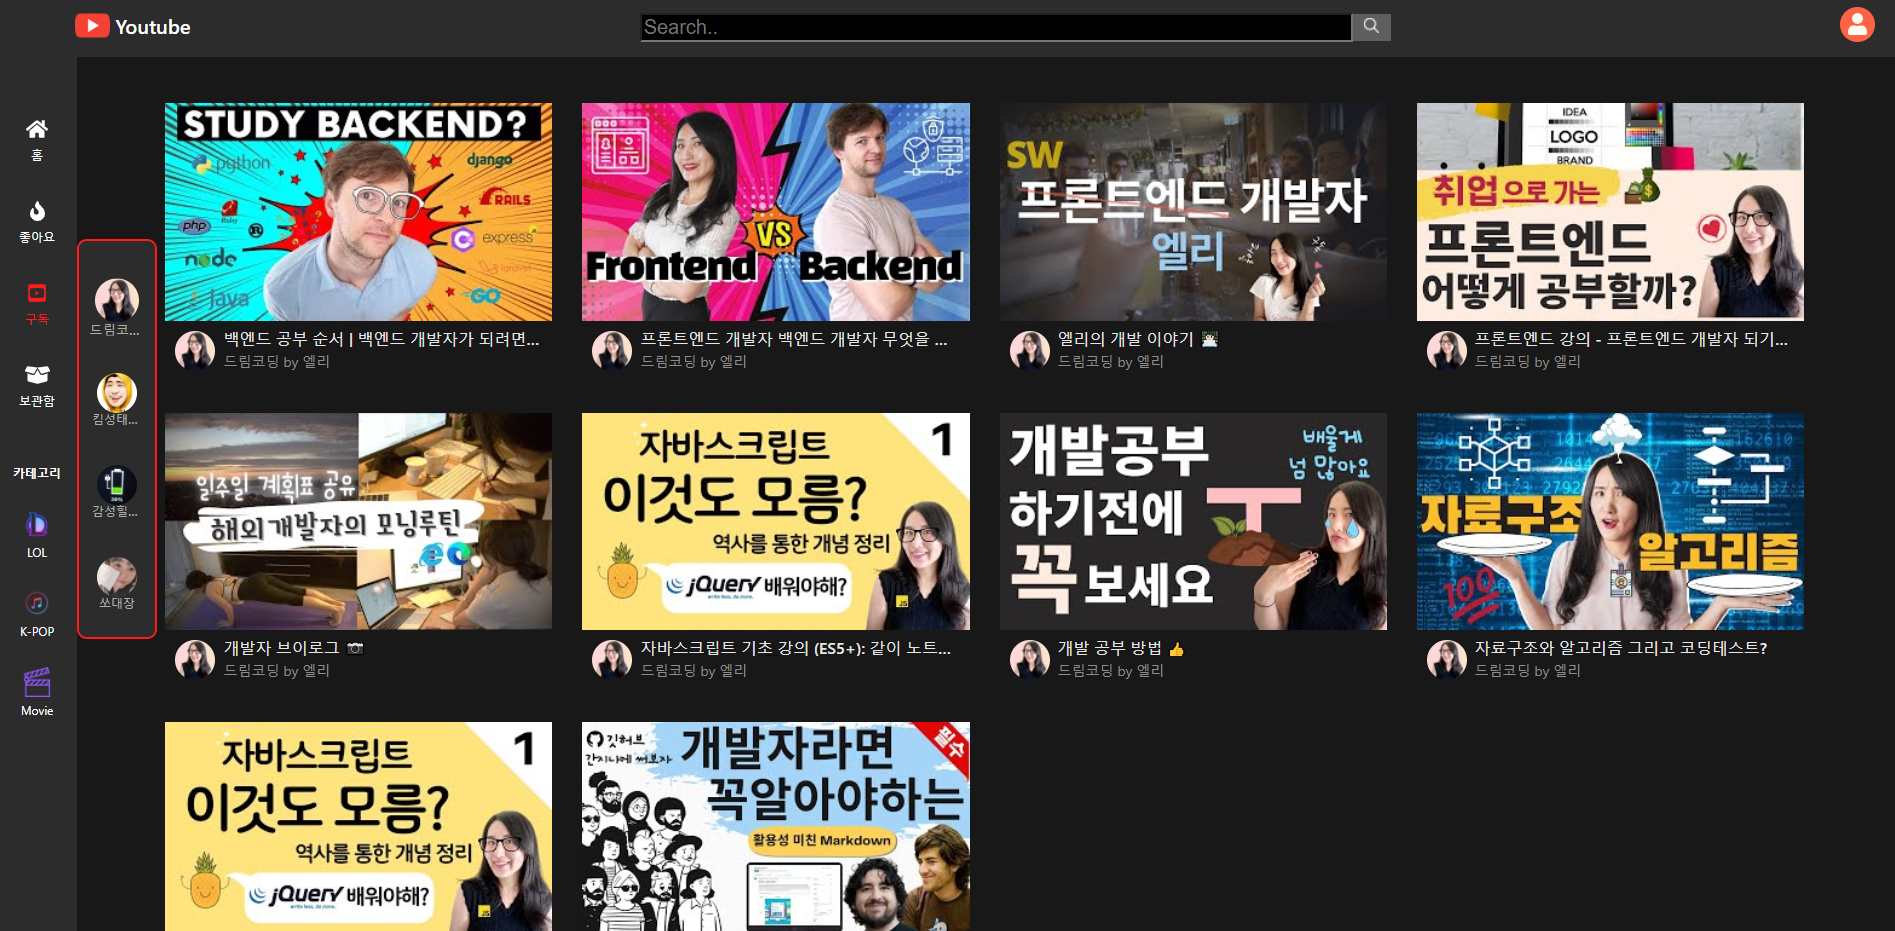 Youtube
Search..
홈
좋아요
구독
보관함
카테고리
LOL
K-POP
Movie
드림코...
킴성태...
감성힐...
쏘대장
STUDY BACKEND?
python
django
RAILS
php
Ruby
express
node
laravel
Java
GO
백엔드 공부 순서 | 백엔드 개발자가 되려면...
드림코딩 by 엘리
VS
Frontend
Backend
프론트엔드 개발자 백엔드 개발자 무엇을 ...
드림코딩 by 엘리
SW
프론트엔드 개발자
엘리
엘리의 개발 이야기
드림코딩 by 엘리
IDEA
LOGO
BRAND
취업으로 가는
프론트엔드
어떻게 공부할까?
프론트엔드 강의 - 프론트엔드 개발자 되기...
드림코딩 by 엘리
일주일 계획표 공유
해외 개발자의 모닝루틴
개발자 브이로그 📷
드림코딩 by 엘리
자바스크립트
1
이것도 모름?
역사를 통한 개념 정리
jQuery 배워야해?
write less, do more.
JS
자바스크립트 기초 강의 (ES5+): 같이 노트...
드림코딩 by 엘리
개발공부
하기전에
꼭 보세요
배울게
넘 많아요
개발 공부 방법 👍
드림코딩 by 엘리
자료구조
알고리즘
100
자료구조와 알고리즘 그리고 코딩테스트?
드림코딩 by 엘리
자바스크립트
1
이것도 모름?
역사를 통한 개념 정리
jQuery 배워야해?
write less, do more.
JS
깃허브
간지나게 써보자
개발자라면
필수
꼭알아야하는
활용성 미친 Markdown